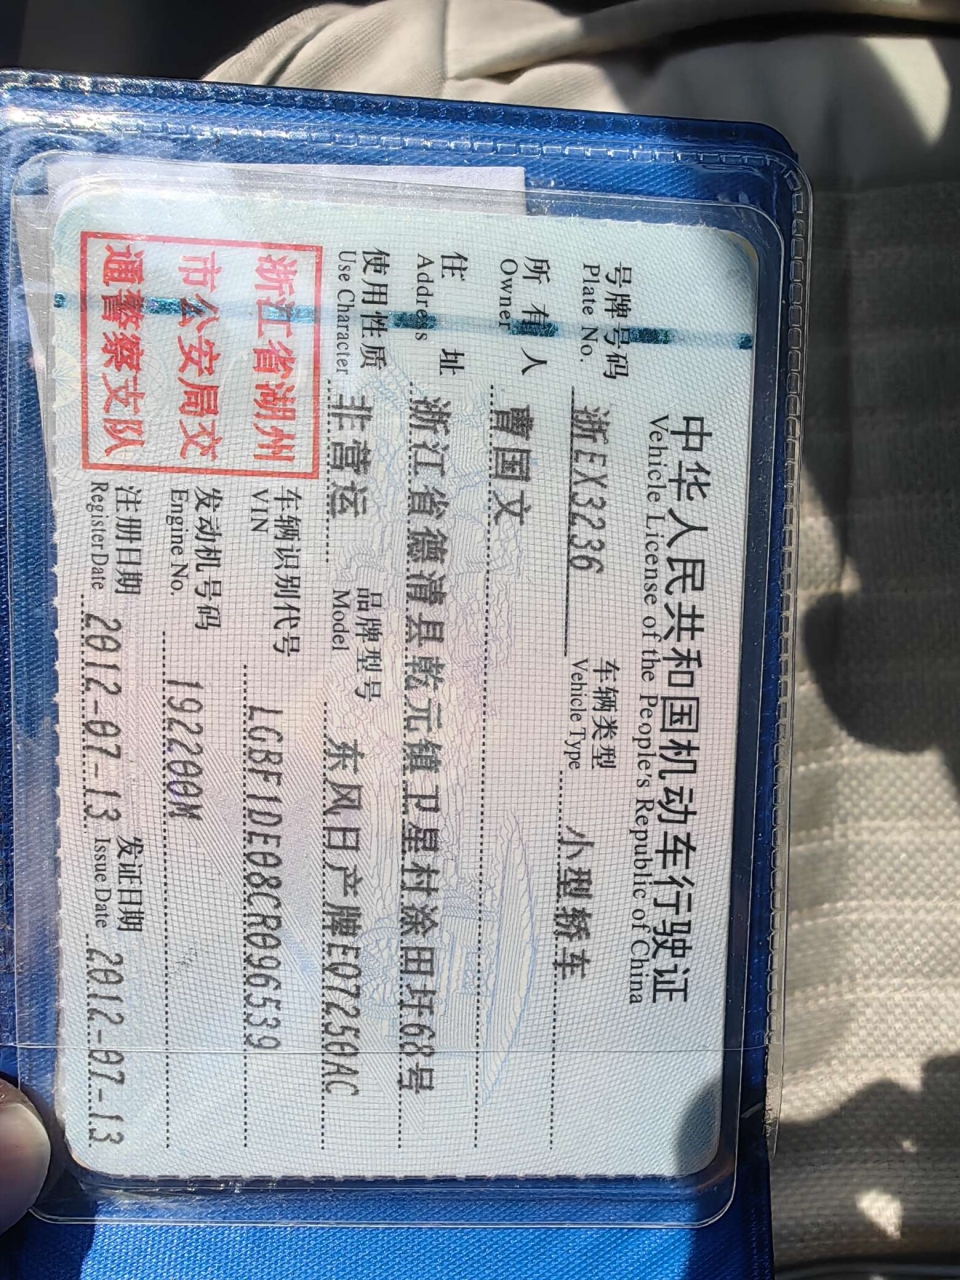 中华人民共和国机动车行驶证
Vehicle License of the People's Republic of China
号牌号码 浙EX3236 车辆类型 小型轿车
Plate No. Vehicle Type
所有人 曹国文
Owner
住址 浙江省德清县乾元镇卫星村涂田圩68号
Address
使用性质 非营运 品牌型号 东风日产牌EQ7250AC
Use Character Model
浙江省湖州
市公安局交
通警察支队
车辆识别代号 LGBF1DE08CR096539
VIN
发动机号码 192200M
Engine No.
注册日期 2012-07-13 发证日期 2012-07-13
Register Date Issue Date